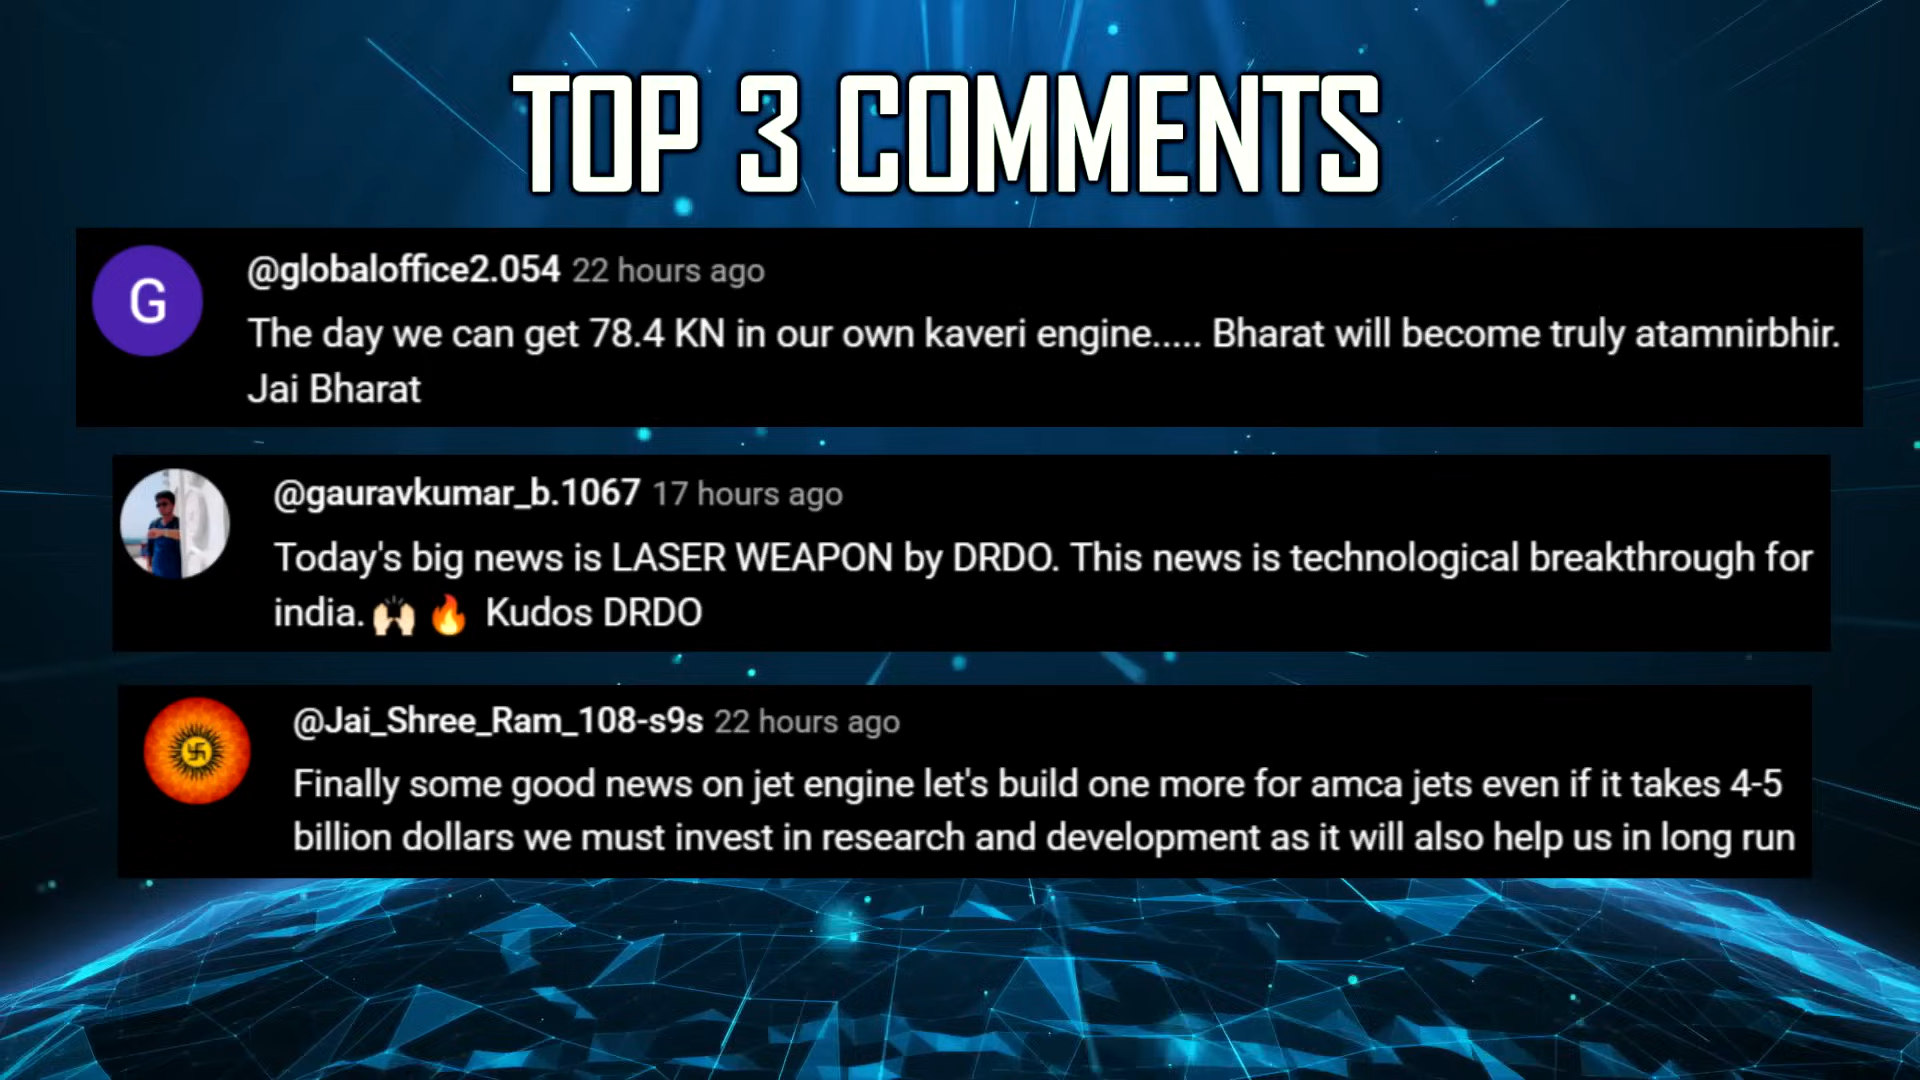 TOP 3 COMMENTS
G
@globaloffice2.054 22 hours ago
The day we can get 78.4 KN in our own kaveri engine..... Bharat will become truly atamnirbhir.
Jai Bharat
@gauravkumar_b.1067 17 hours ago
Today's big news is LASER WEAPON by DRDO. This news is technological breakthrough for
india. 🙌🏻 🔥 Kudos DRDO
@Jai_Shree_Ram_108-s9s 22 hours ago
Finally some good news on jet engine let's build one more for amca jets even if it takes 4-5
billion dollars we must invest in research and development as it will also help us in long run